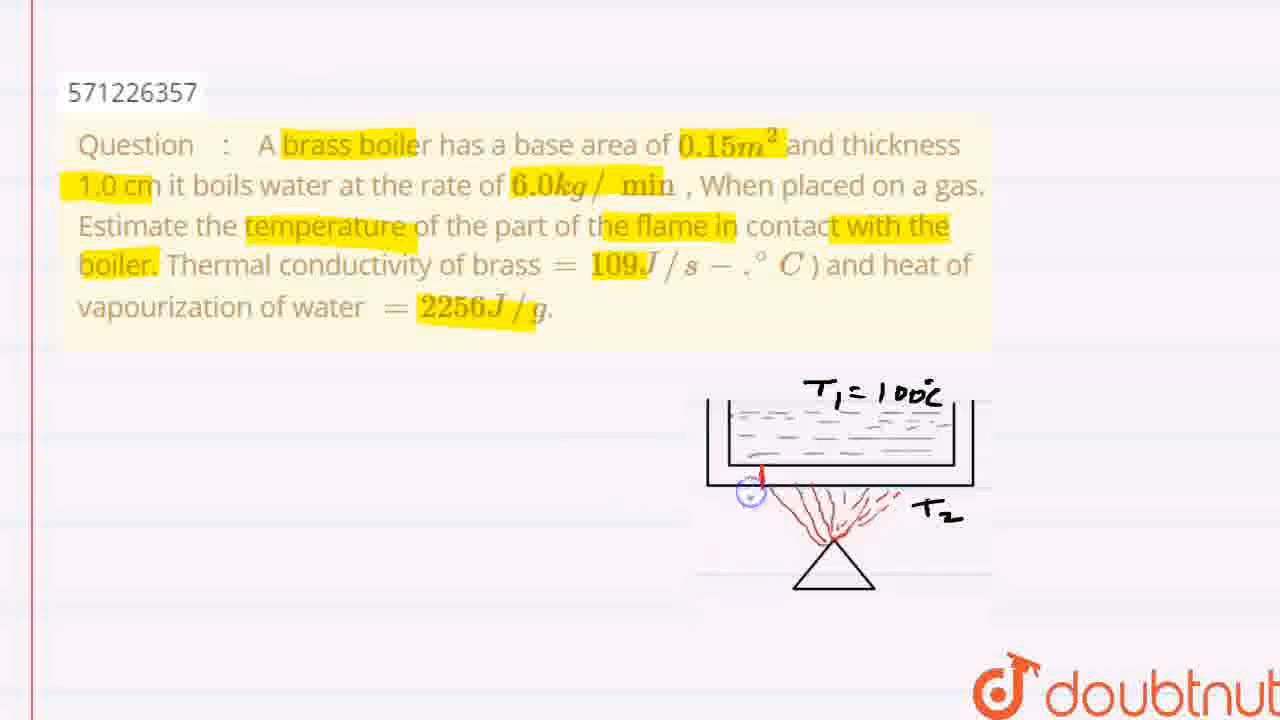 571226357
Question : A brass boiler has a base area of 0.15m² and thickness
1.0 cm it boils water at the rate of 6.0kg/ min , When placed on a gas.
Estimate the temperature of the part of the flame in contact with the
boiler. Thermal conductivity of brass = 109J/s − .° C ) and heat of
vapourization of water = 2256J/g.
T₁ = 100°C
T₂
doubtnut